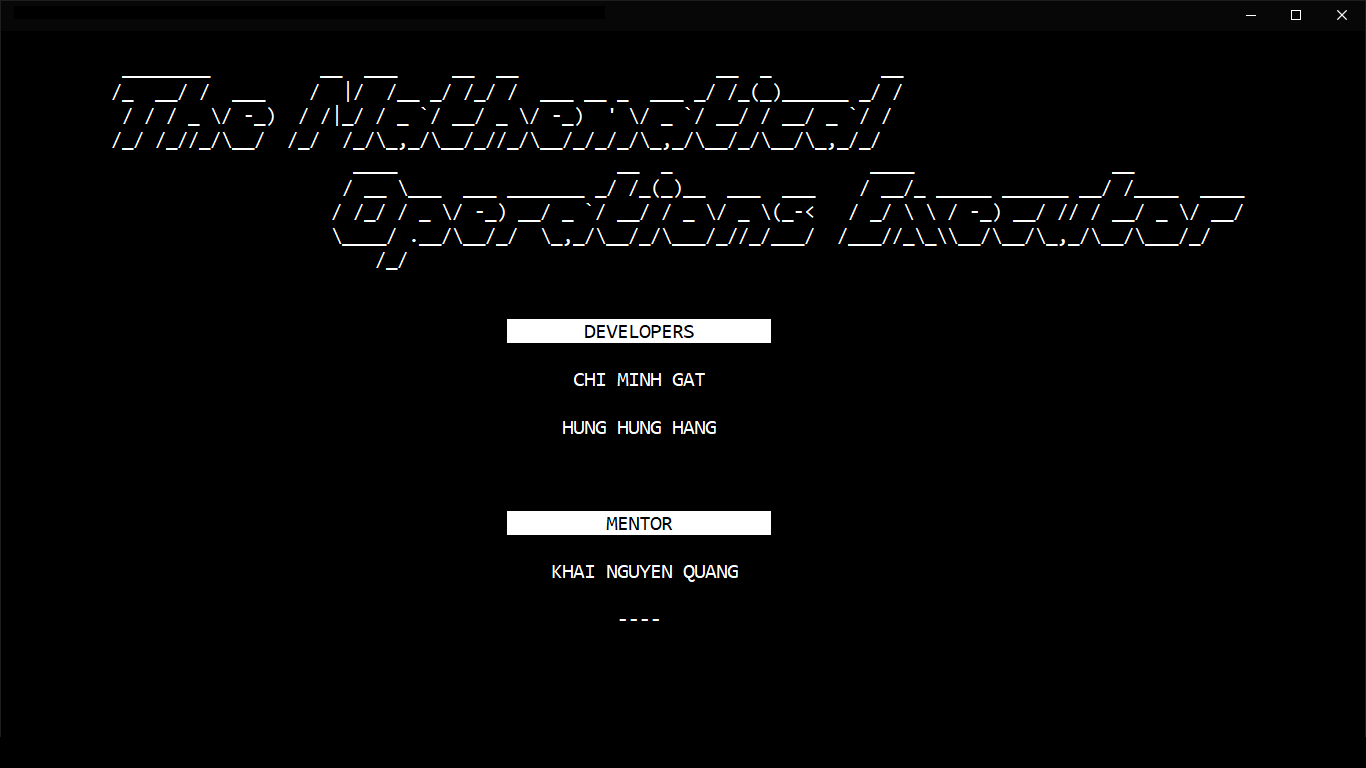 The Mathematical
Operations Executor
DEVELOPERS
CHI MINH GAT
HUNG HUNG HANG
MENTOR
KHAI NGUYEN QUANG
----